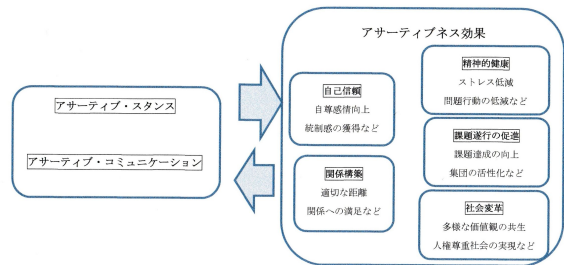 アサーティブ・スタンス
アサーティブ・コミュニケーション
アサーティブネス効果
自己信頼
自尊感情向上
統制感の獲得など
関係構築
適切な距離
関係への満足など
精神的健康
ストレス低減
問題行動の低減など
課題遂行の促進
課題達成の向上
集団の活性化など
社会変革
多様な価値観の共生
人権尊重社会の実現など